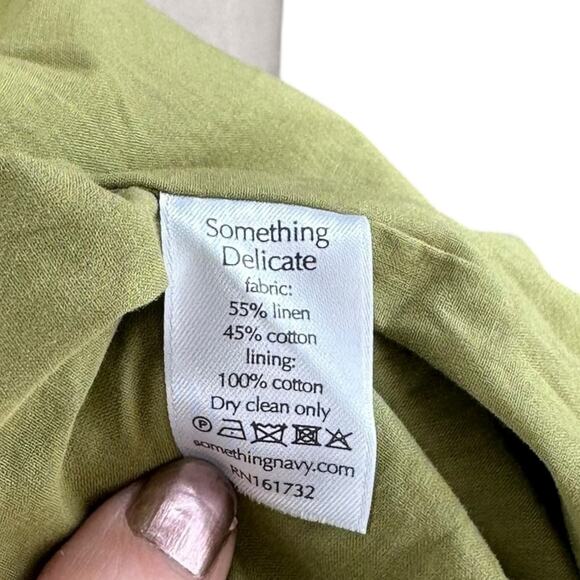 Something
Delicate
fabric:
55% linen
45% cotton
lining:
100% cotton
Dry clean only
P
somethingnavy.com
RN161732